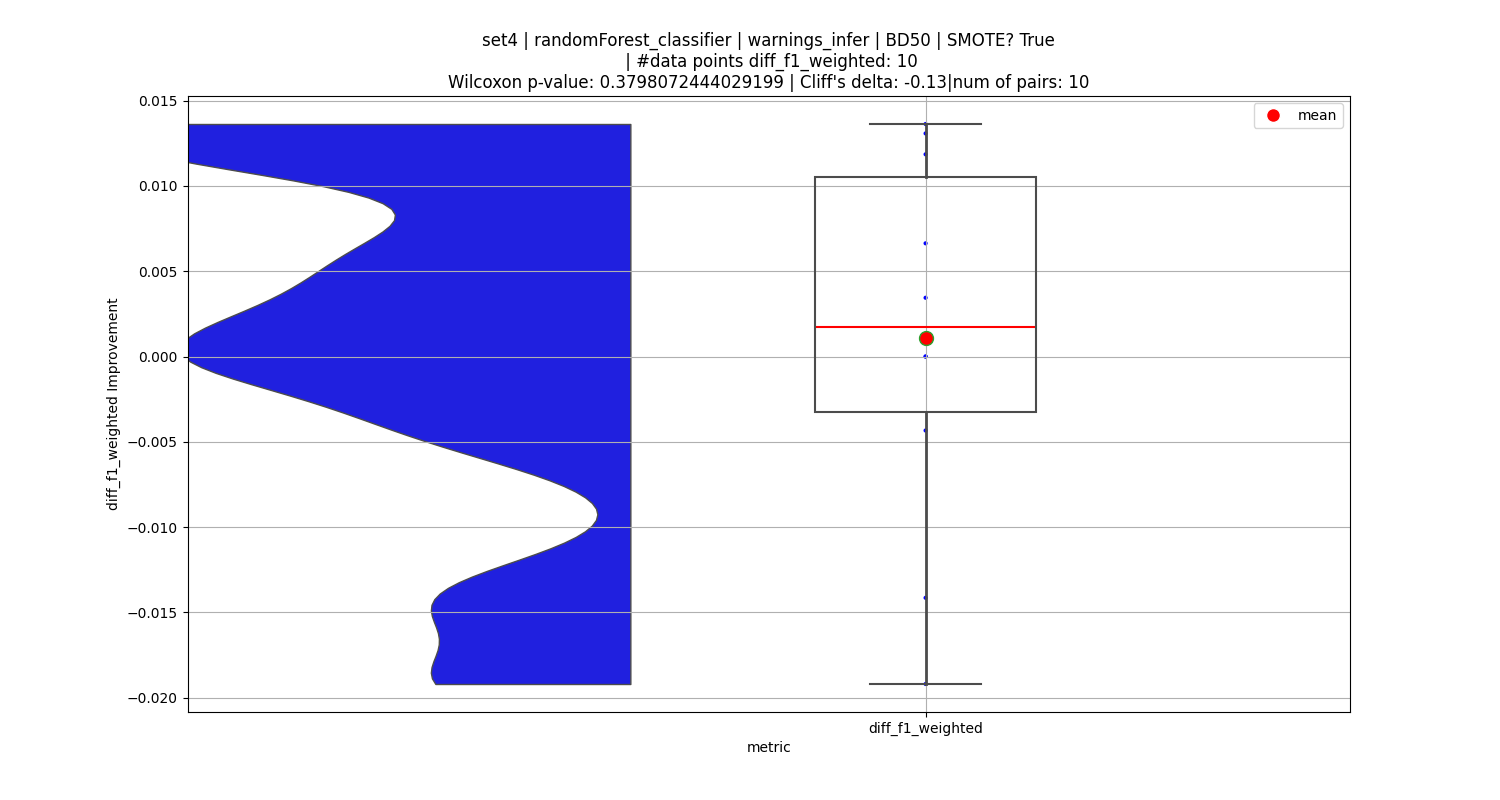 set4 | randomForest_classifier | warnings_infer | BD50 | SMOTE? True
| #data points diff_f1_weighted: 10
Wilcoxon p-value: 0.3798072444029199 | Cliff's delta: -0.13|num of pairs: 10
mean
0.015
0.010
0.005
0.000
−0.005
−0.010
−0.015
−0.020
diff_f1_weighted Improvement
diff_f1_weighted
metric